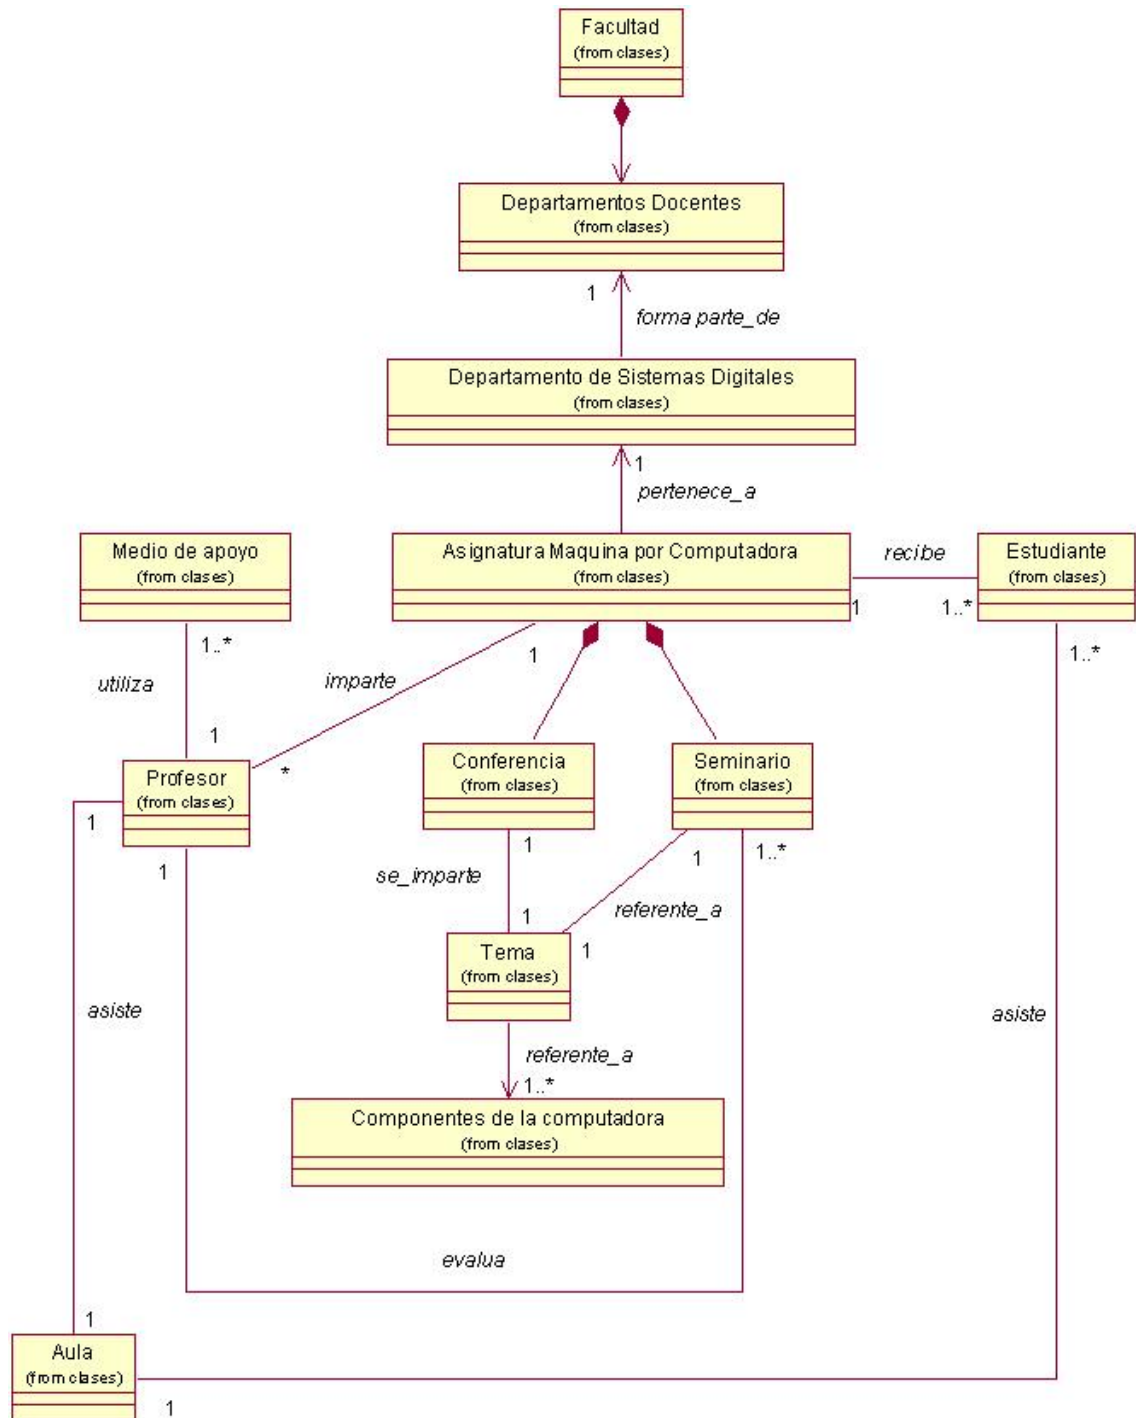 Facultad
(from clases)
Departamentos Docentes
(from clases)
1
forma parte_de
Departamento de Sistemas Digitales
(from clases)
1
pertenece_a
Medio de apoyo
(from clases)
Asignatura Maquina por Computadora
(from clases)
recibe
Estudiante
(from clases)
1
1..*
1..*
1
1..*
utiliza
imparte
1
*
Profesor
(from clases)
Conferencia
(from clases)
Seminario
(from clases)
1
1
1
1
1..*
se_imparte
referente_a
1
1
Tema
(from clases)
asiste
asiste
referente_a
1..*
Componentes de la computadora
(from clases)
evalua
1
Aula
(from clases)
1